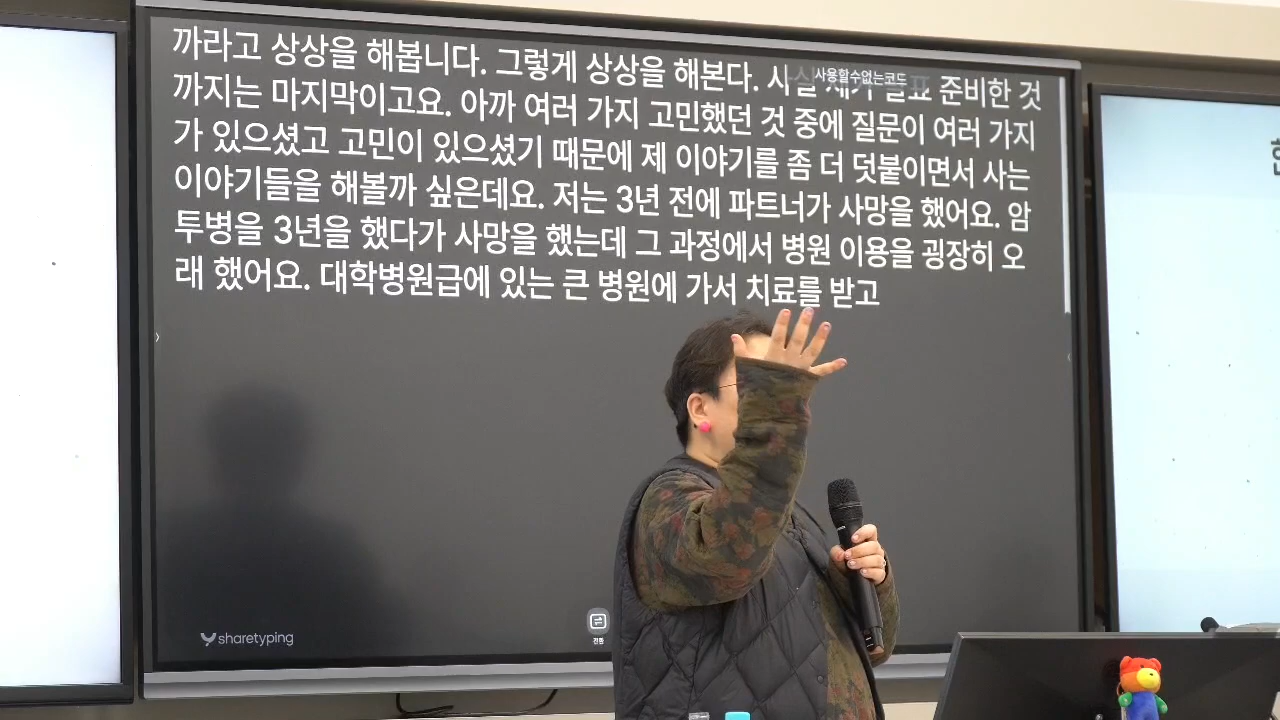 까라고 상상을 해봅니다. 그렇게 상상을 해본다. 사실 제가 발표 준비한 것
사용할수없는코드
까지는 마지막이고요. 아까 여러 가지 고민했던 것 중에 질문이 여러 가지
가 있으셨고 고민이 있으셨기 때문에 제 이야기를 좀 더 덧붙이면서 사는
이야기들을 해볼까 싶은데요. 저는 3년 전에 파트너가 사망을 했어요. 암
투병을 3년을 했다가 사망을 했는데 그 과정에서 병원 이용을 굉장히 오
래 했어요. 대학병원급에 있는 큰 병원에 가서 치료를 받고
sharetyping
전환